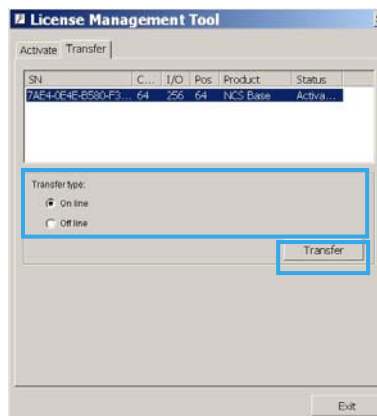 License Management Tool
Activate Transfer
SN C... I/O Pos Product Status
7AE4-0E4E-B580-F3... 64 256 64 NCS Base Activa...
Transfer type:
On line
Off line
Transfer
Exit